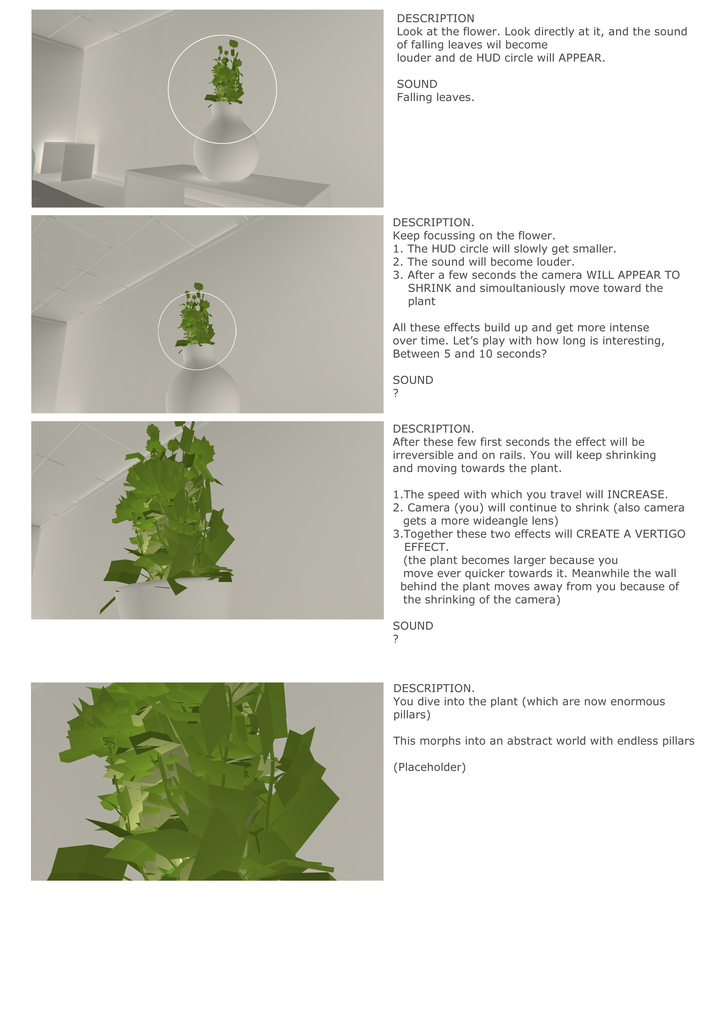 DESCRIPTION
Look at the flower. Look directly at it, and the sound
of falling leaves wil become
louder and de HUD circle will APPEAR.
SOUND
Falling leaves.
DESCRIPTION.
Keep focussing on the flower.
1. The HUD circle will slowly get smaller.
2. The sound will become louder.
3. After a few seconds the camera WILL APPEAR TO
SHRINK and simoultaniously move toward the
plant
All these effects build up and get more intense
over time. Let's play with how long is interesting,
Between 5 and 10 seconds?
SOUND
?
DESCRIPTION.
After these few first seconds the effect will be
irreversible and on rails. You will keep shrinking
and moving towards the plant.
1.The speed with which you travel will INCREASE.
2. Camera (you) will continue to shrink (also camera
gets a more wideangle lens)
3.Together these two effects will CREATE A VERTIGO
EFFECT.
(the plant becomes larger because you
move ever quicker towards it. Meanwhile the wall
behind the plant moves away from you because of
the shrinking of the camera)
SOUND
?
DESCRIPTION.
You dive into the plant (which are now enormous
pillars)
This morphs into an abstract world with endless pillars
(Placeholder)